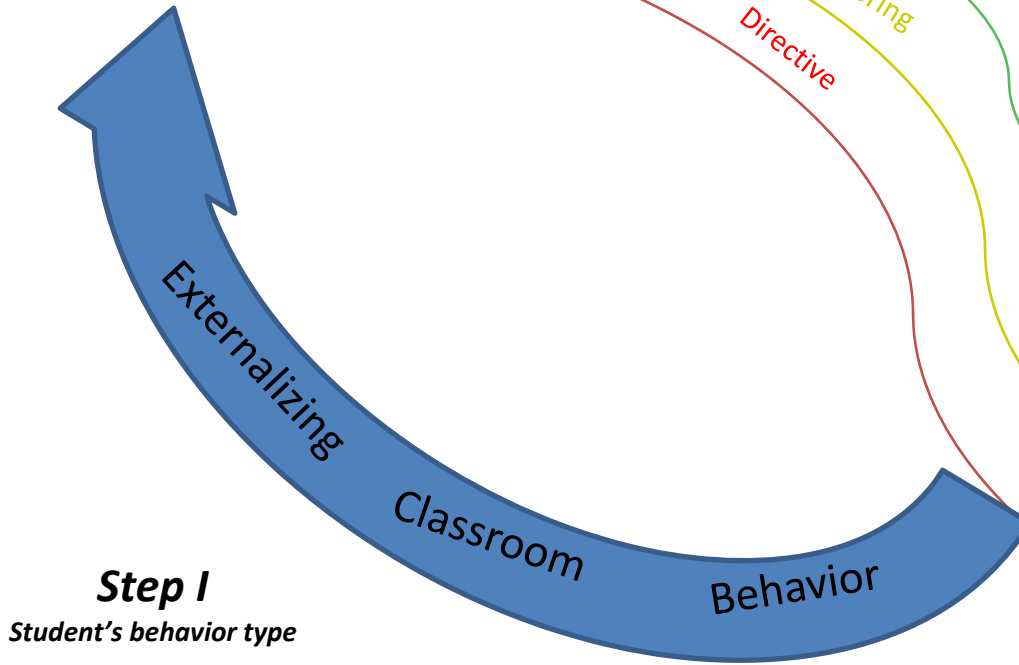 Directive
Externalizing
Classroom
Behavior
Step I
Student's behavior type